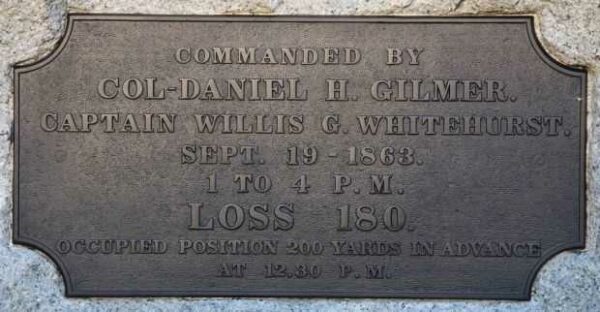 COMMANDED BY
COL-DANIEL H. GILMER.
CAPTAIN WILLIS G. WHITEHURST.
SEPT. 19-1863.
1 TO 4 P.M.
LOSS 180.
OCCUPIED POSITION 200 YARDS IN ADVANCE
AT 12.30 P.M.